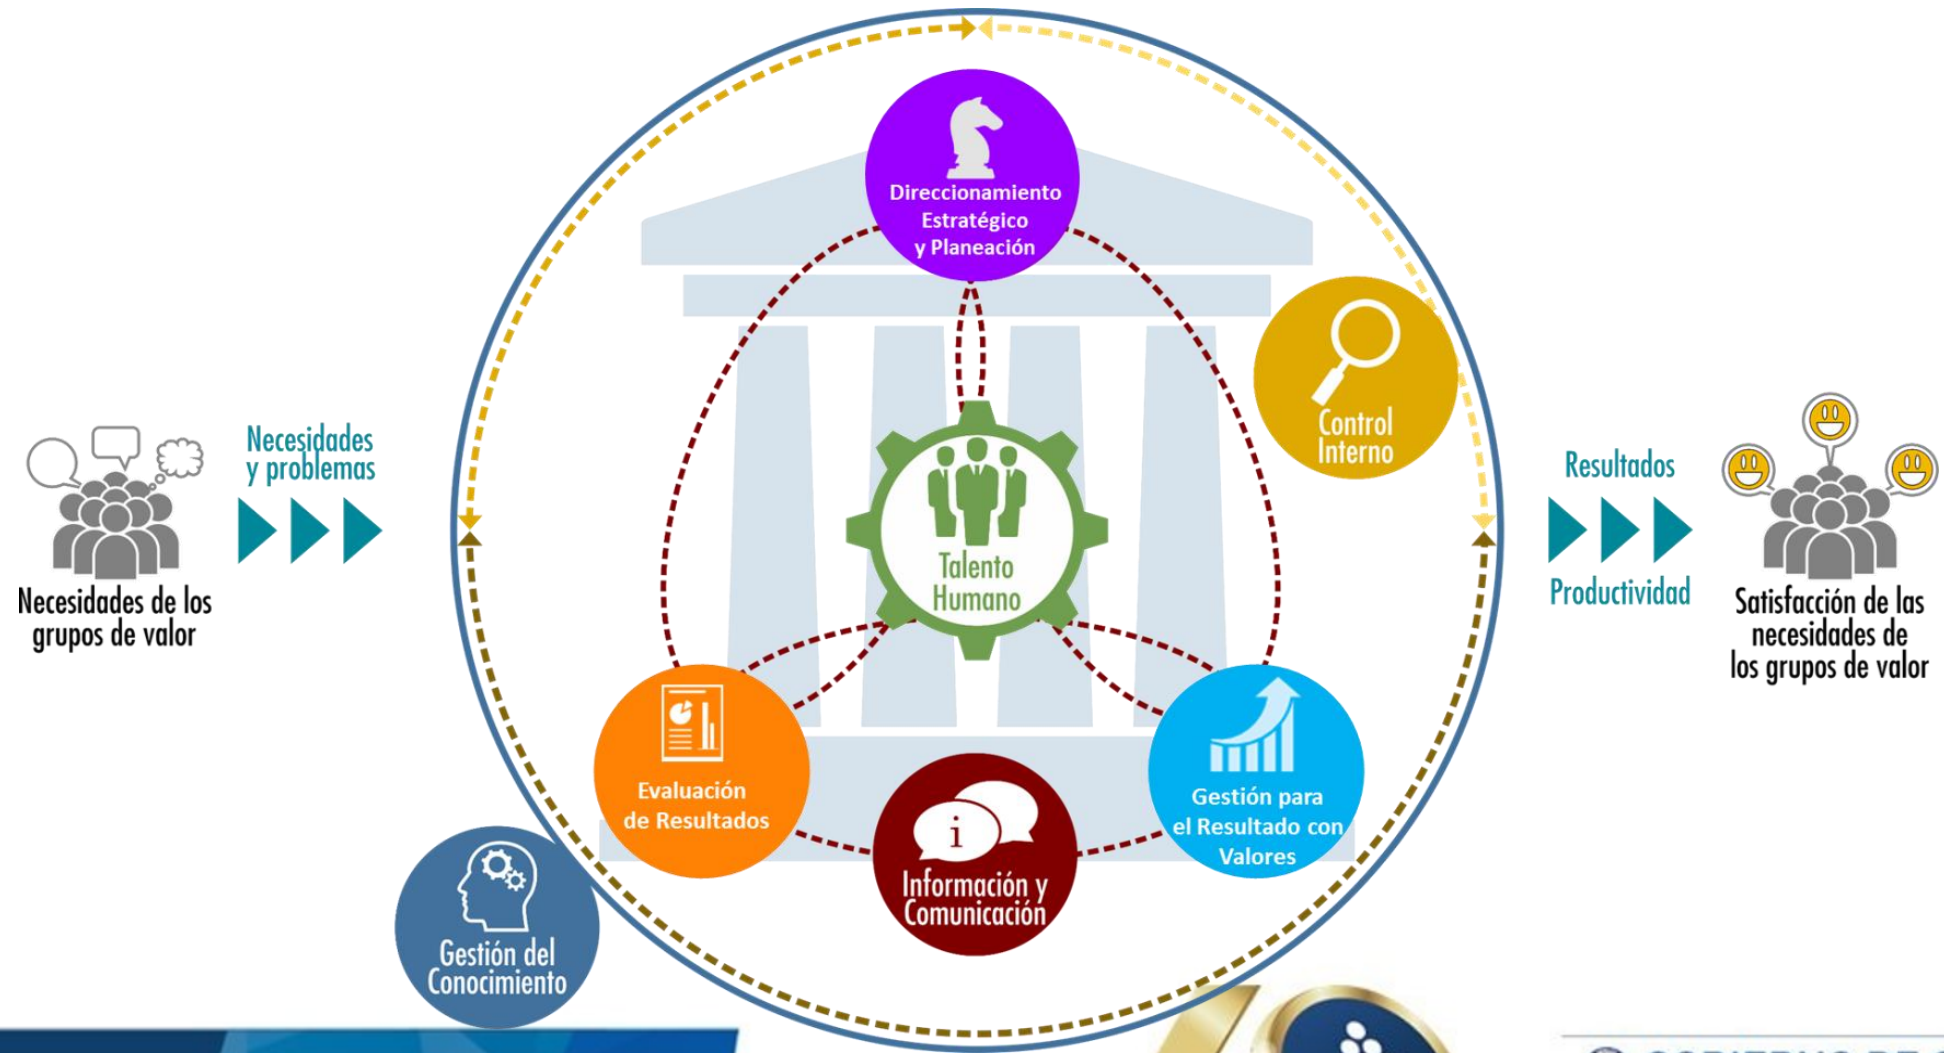 Direccionamiento
Estratégico
y Planeación
Control
Interno
Necesidades
y problemas
Necesidades de los
grupos de valor
Talento
Humano
Resultados
Productividad
Satisfacción de las
necesidades de
los grupos de valor
Evaluación
de Resultados
i
Información y
Comunicación
Gestión para
el Resultado con
Valores
Gestión del
Conocimiento